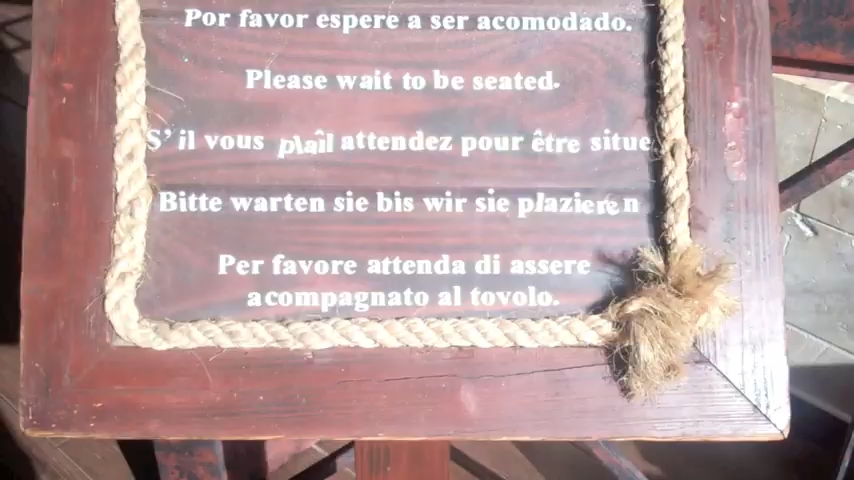 Por favor espere a ser acomodado.
Please wait to be seated.
S'il vous plaîl attendez pour être situe
Bitte warten sie bis wir sie plazieren
Per favore attenda di assere
acompagnato al tovolo.